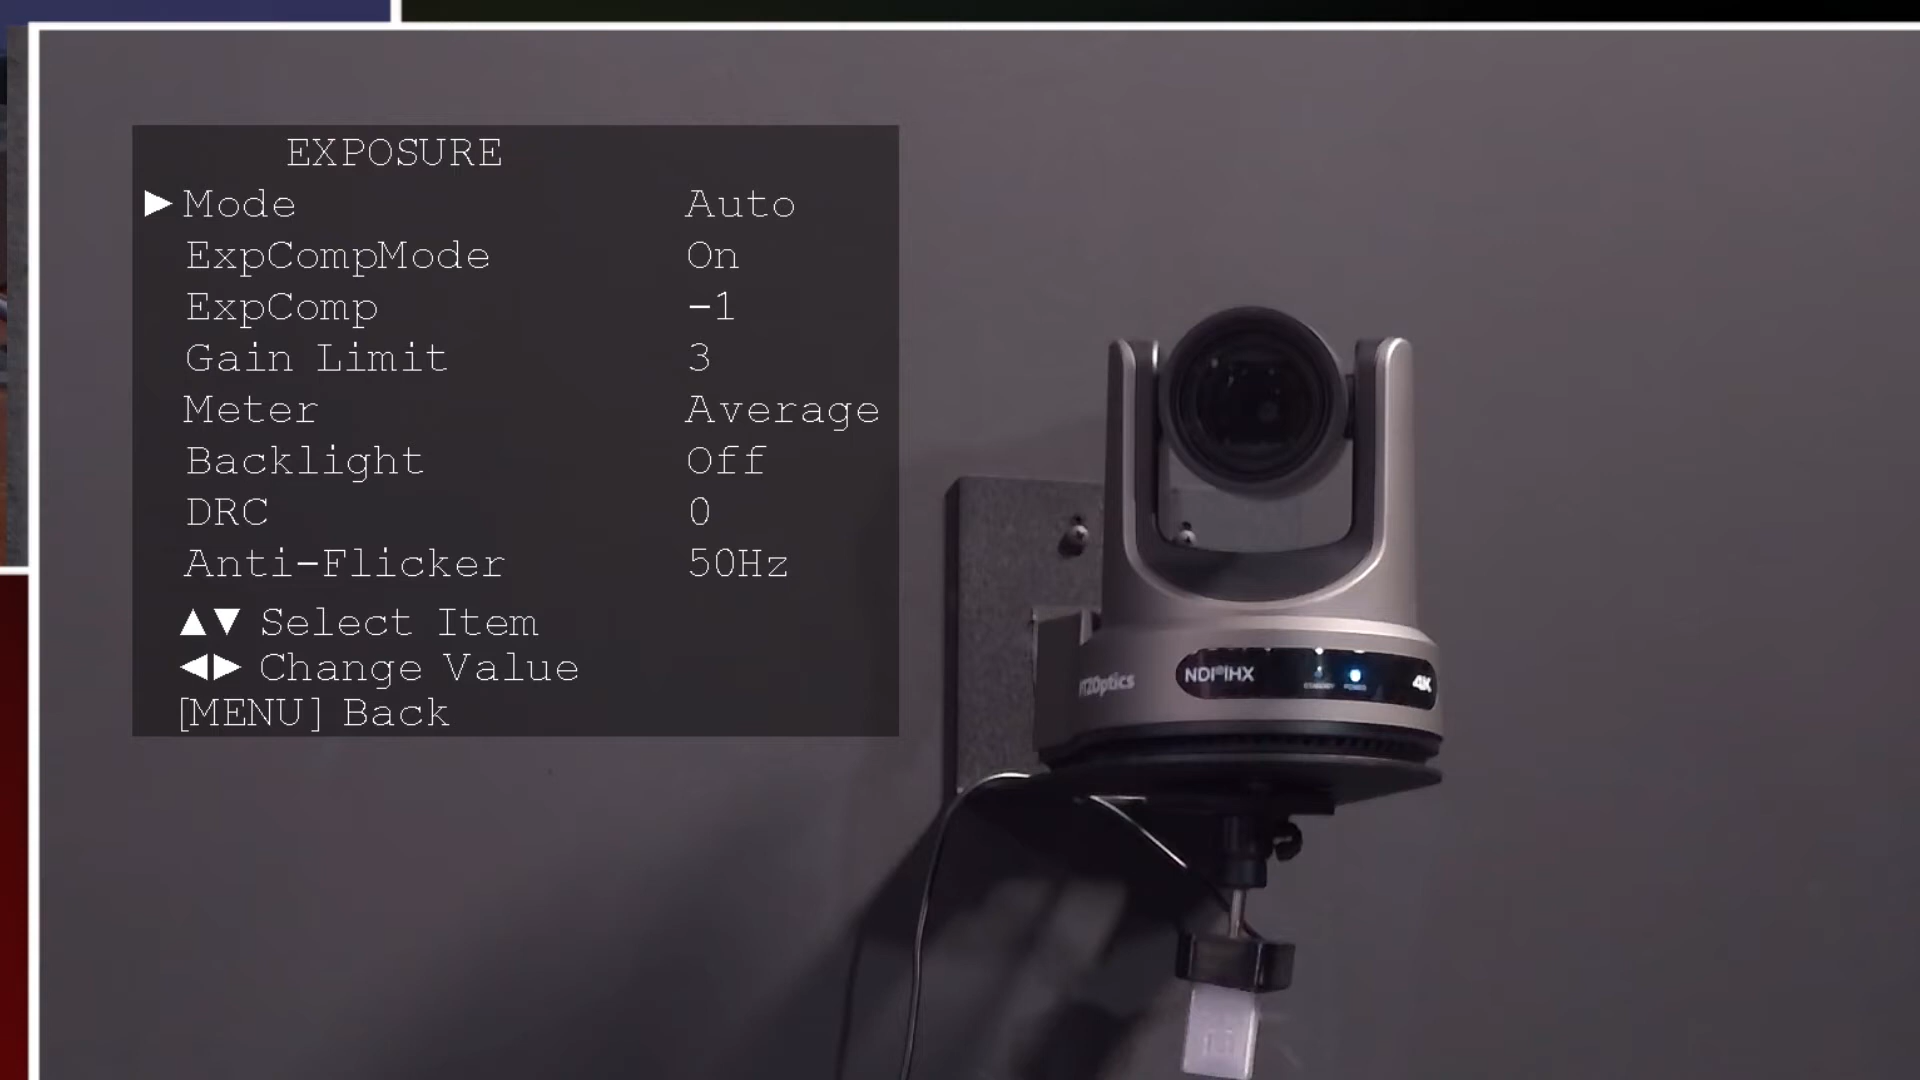 EXPOSURE
▶Mode Auto
ExpCompMode On
ExpComp -1
Gain Limit 3
Meter Average
Backlight Off
DRC 0
Anti-Flicker 50Hz
▲▼ Select Item
◀▶ Change Value
[MENU] Back
PTZOptics
NDI®|HX
POWER
4K